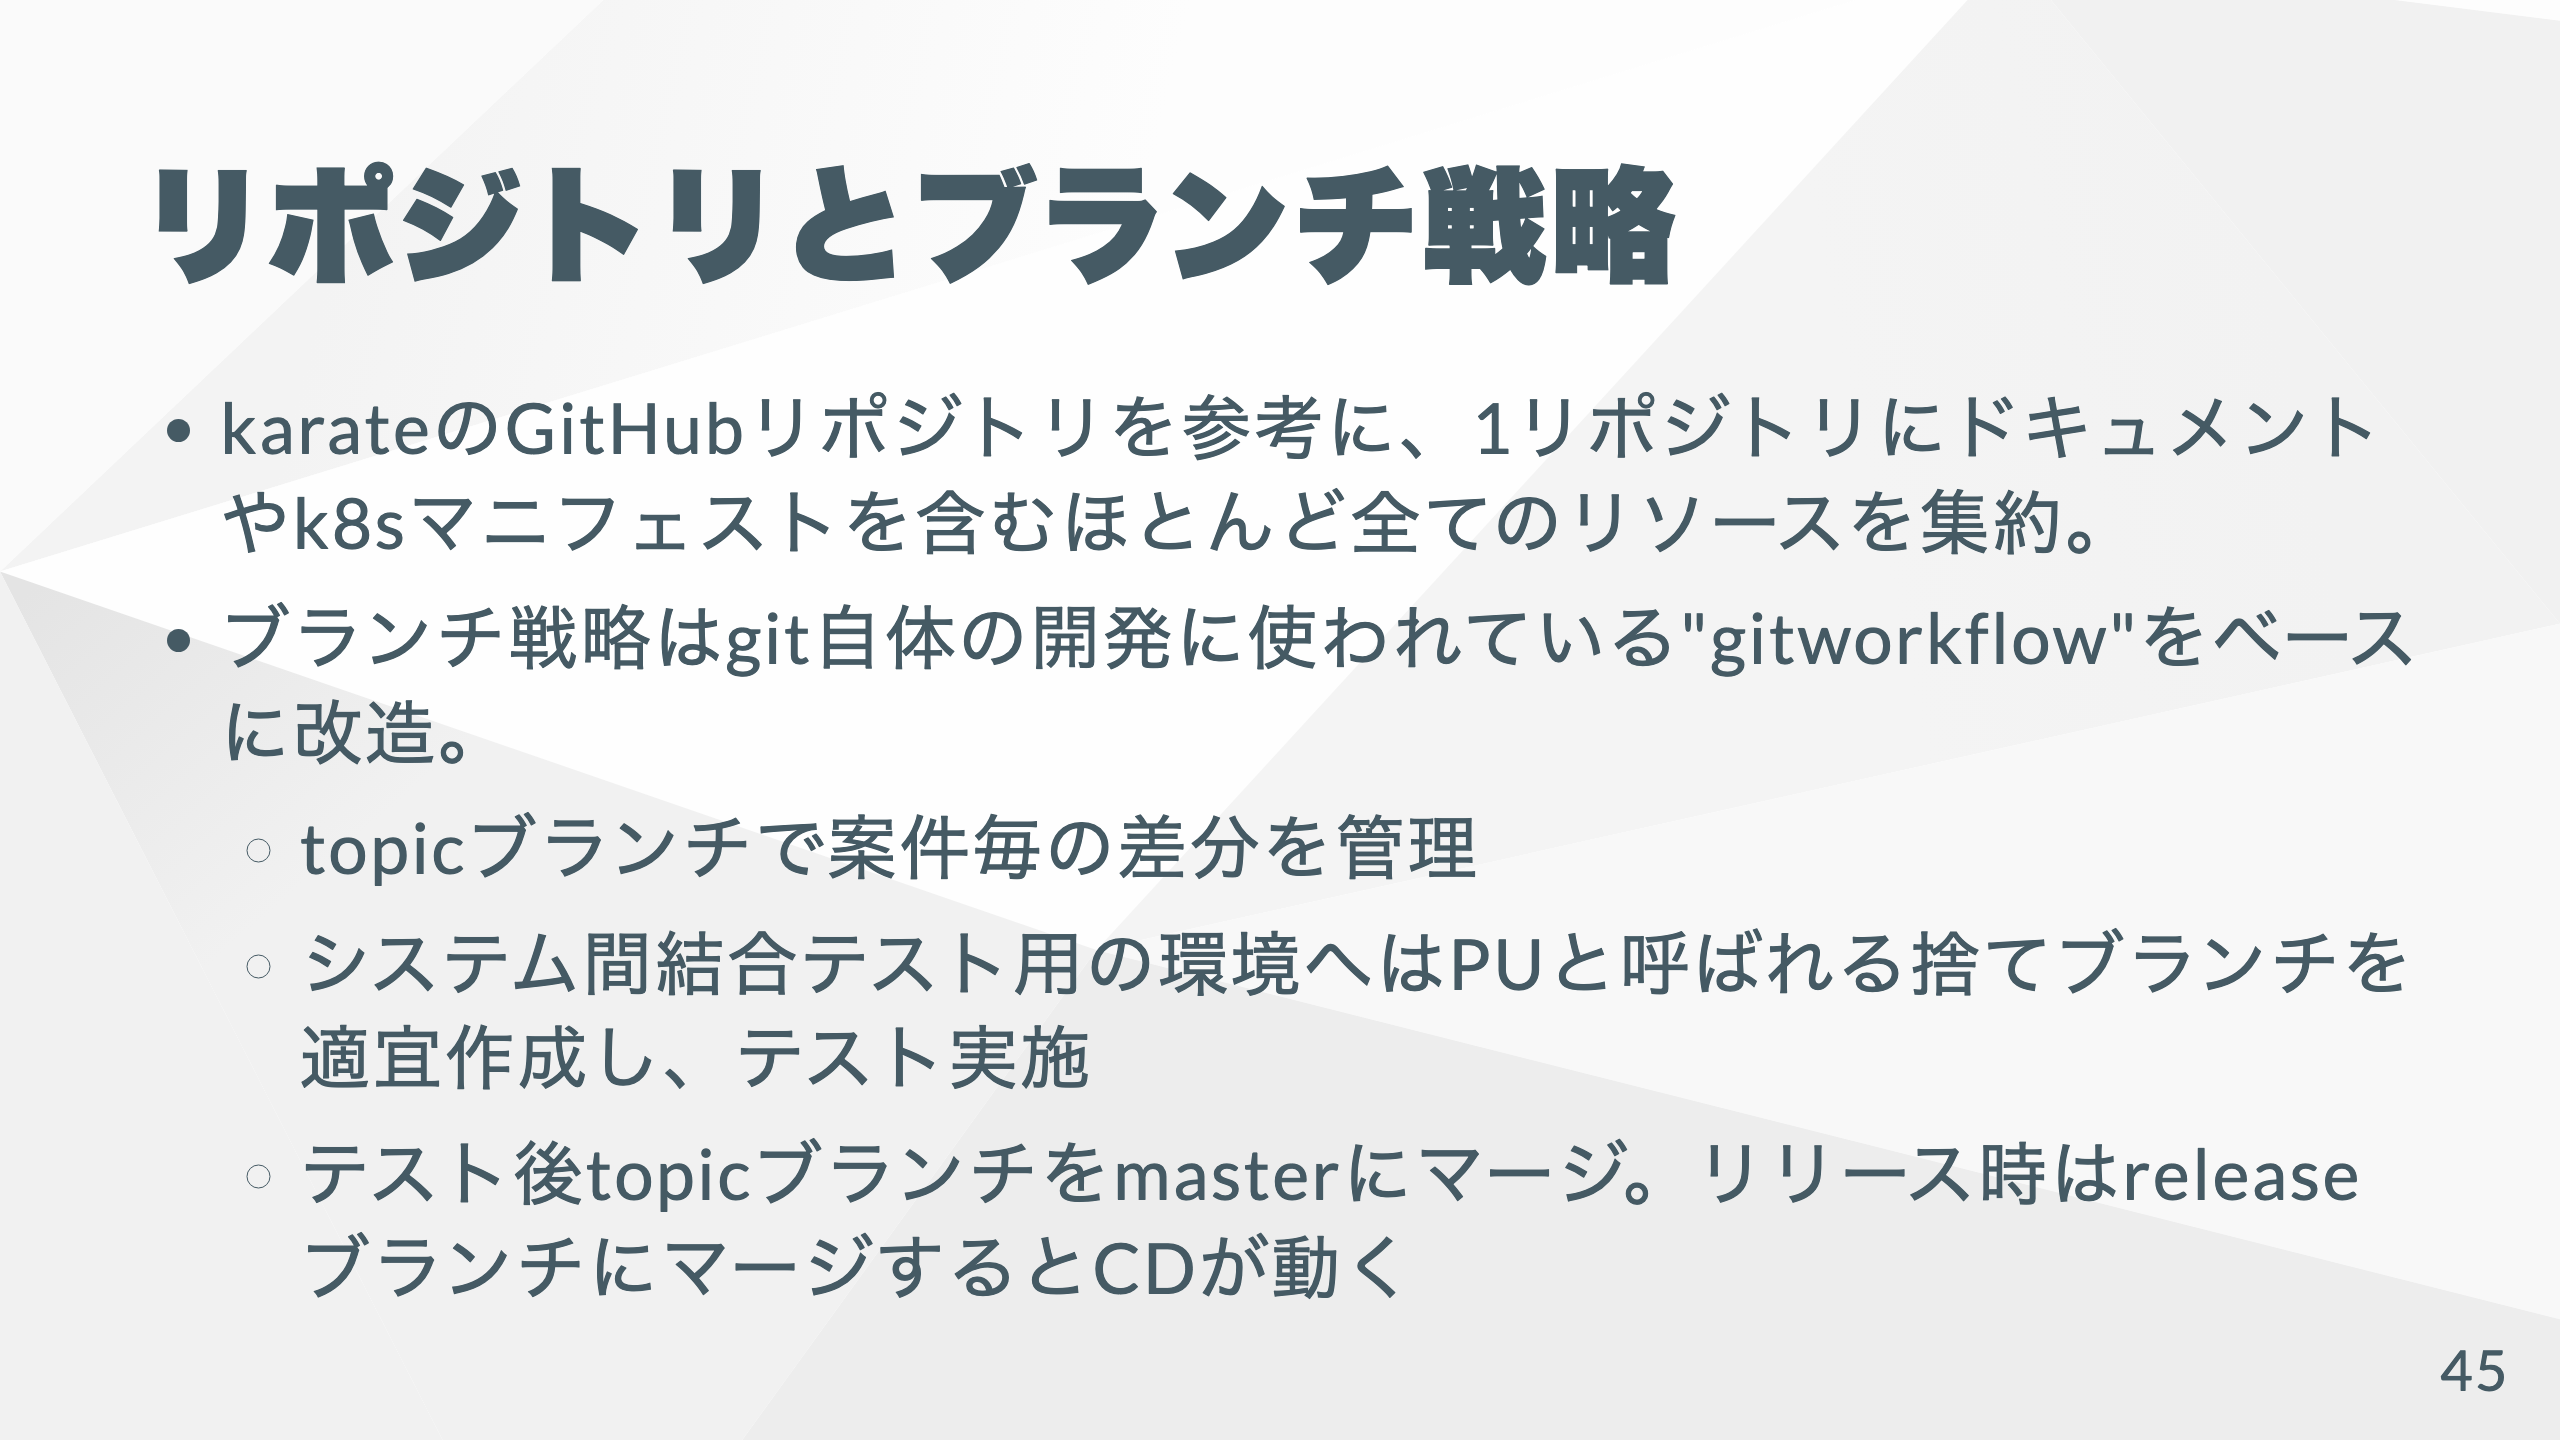 リポジトリとブランチ戦略
• karateのGitHubリポジトリを参考に、1リポジトリにドキュメント
やk8sマニフェストを含むほとんど全てのリソースを集約。
• ブランチ戦略はgit自体の開発に使われている"gitworkflow"をベース
に改造。
○ topicブランチで案件毎の差分を管理
○ システム間結合テスト用の環境へはPUと呼ばれる捨てブランチを
適宜作成し、テスト実施
○ テスト後topicブランチをmasterにマージ。リリース時はrelease
ブランチにマージするとCDが動く
45